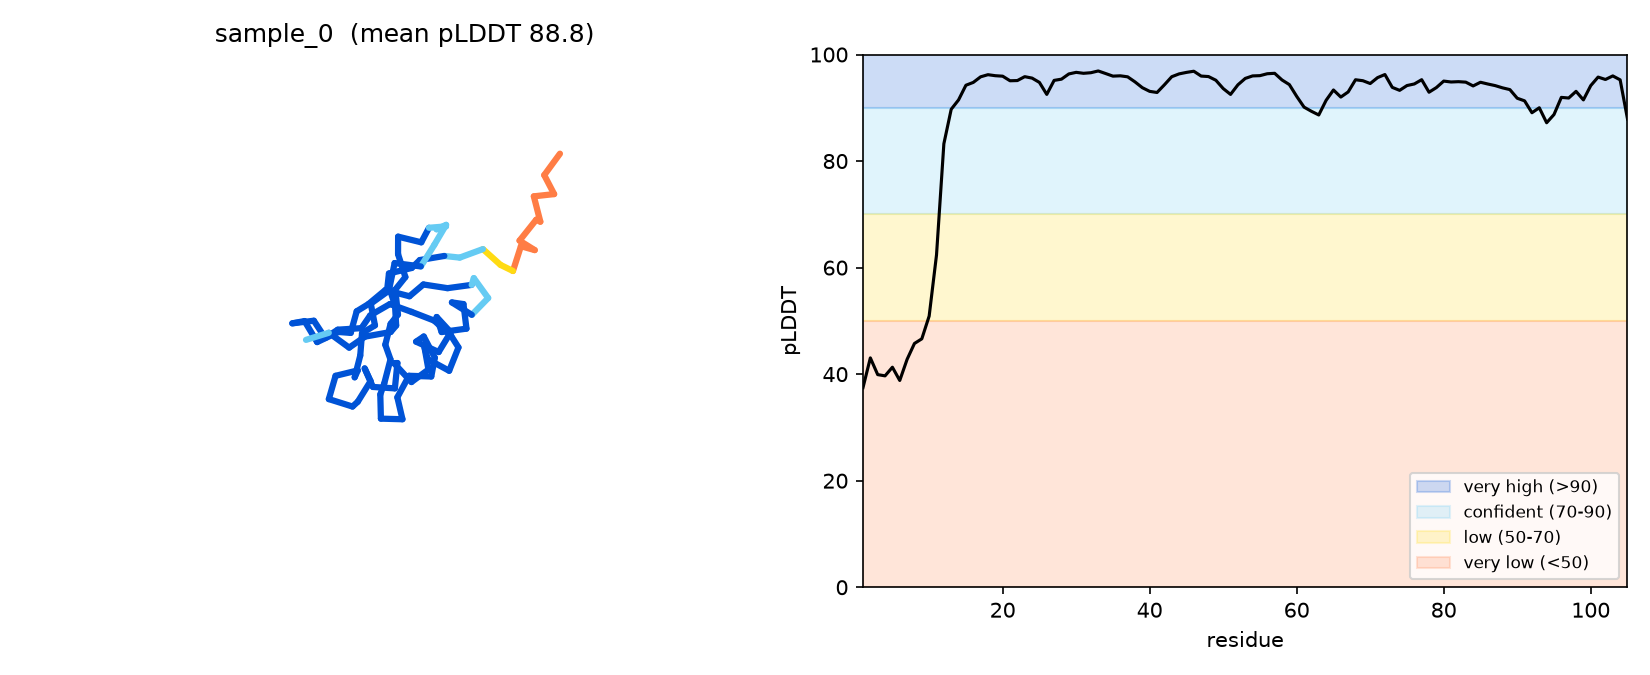 sample_0 (mean pLDDT 88.8)
100
80
60
40
20
0
pLDDT
20
40
60
80
100
residue
very high (>90)
confident (70-90)
low (50-70)
very low (<50)